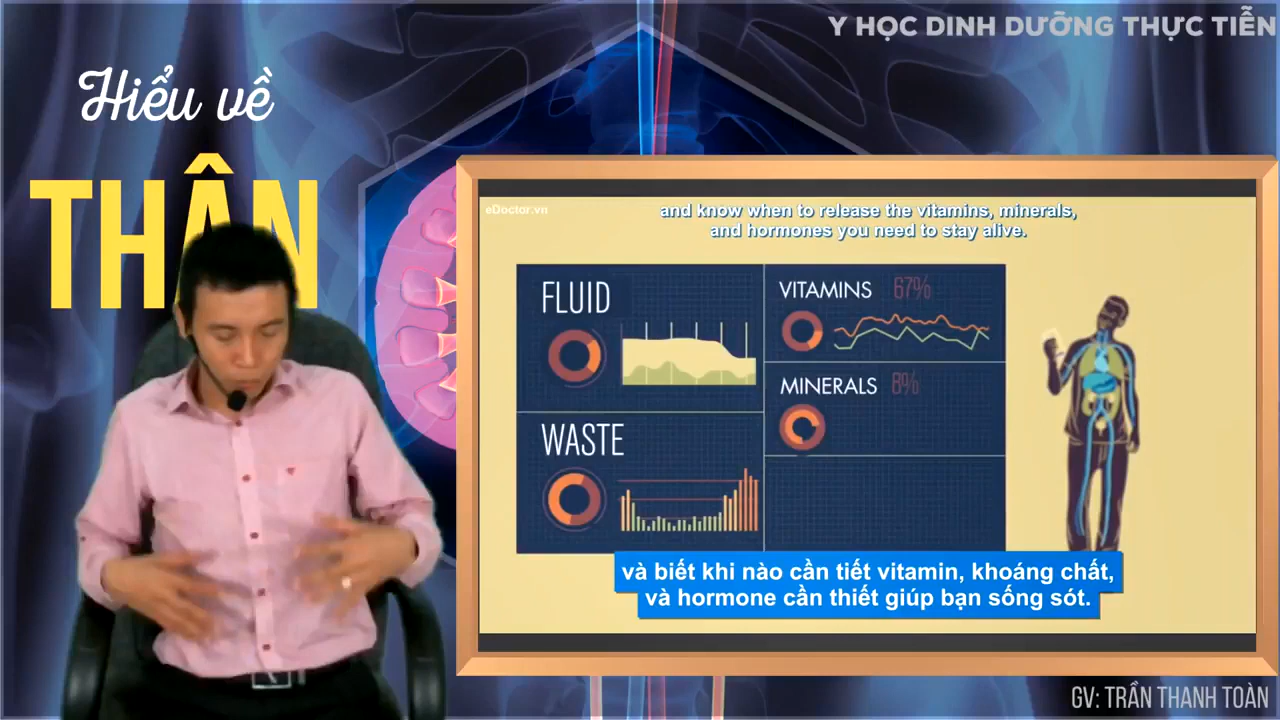 Y HỌC DINH DƯỠNG THỰC TIỄN
Hiểu về
THẬN
eDoctor.vn
and know when to release the vitamins, minerals,
and hormones you need to stay alive.
FLUID
VITAMINS 67%
MINERALS 8%
WASTE
và biết khi nào cần tiết vitamin, khoáng chất,
và hormone cần thiết giúp bạn sống sót.
GV: TRẦN THANH TOÀN